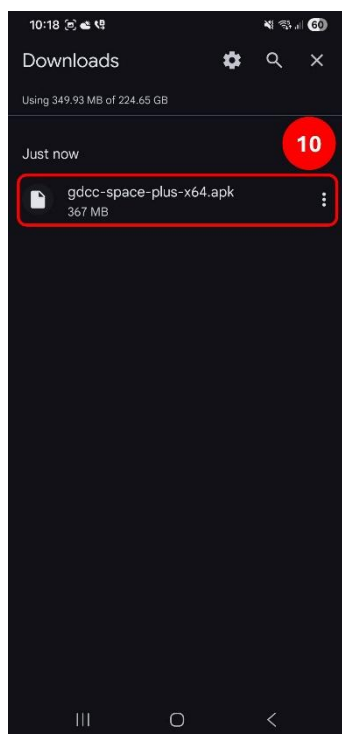 10:18
60
Downloads
Using 349.93 MB of 224.65 GB
10
Just now
gdcc-space-plus-x64.apk
367 MB